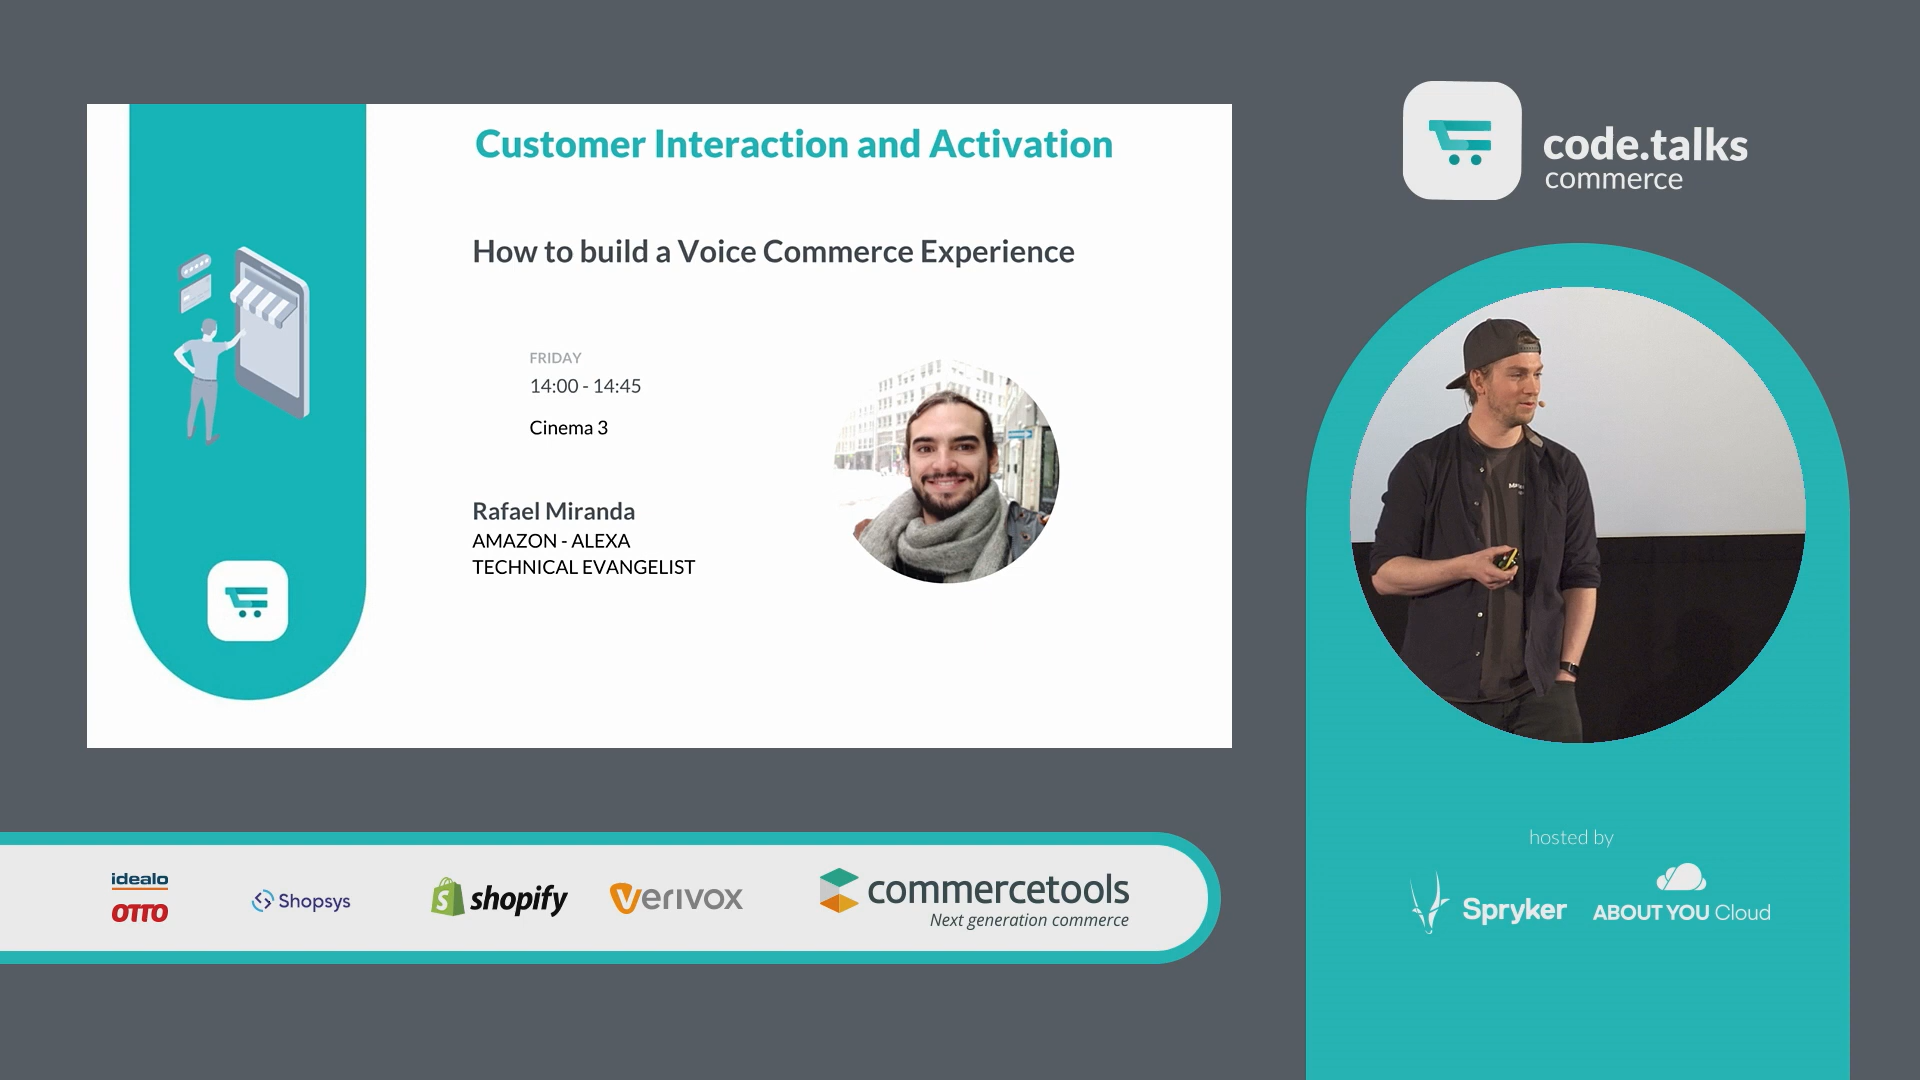 Customer Interaction and Activation
How to build a Voice Commerce Experience
FRIDAY
14:00 - 14:45
Cinema 3
Rafael Miranda
AMAZON - ALEXA
TECHNICAL EVANGELIST
code.talks
commerce
hosted by
Spryker
ABOUT YOU Cloud
idealo
OTTO
Shopsys
shopify
verivox
commercetools
Next generation commerce